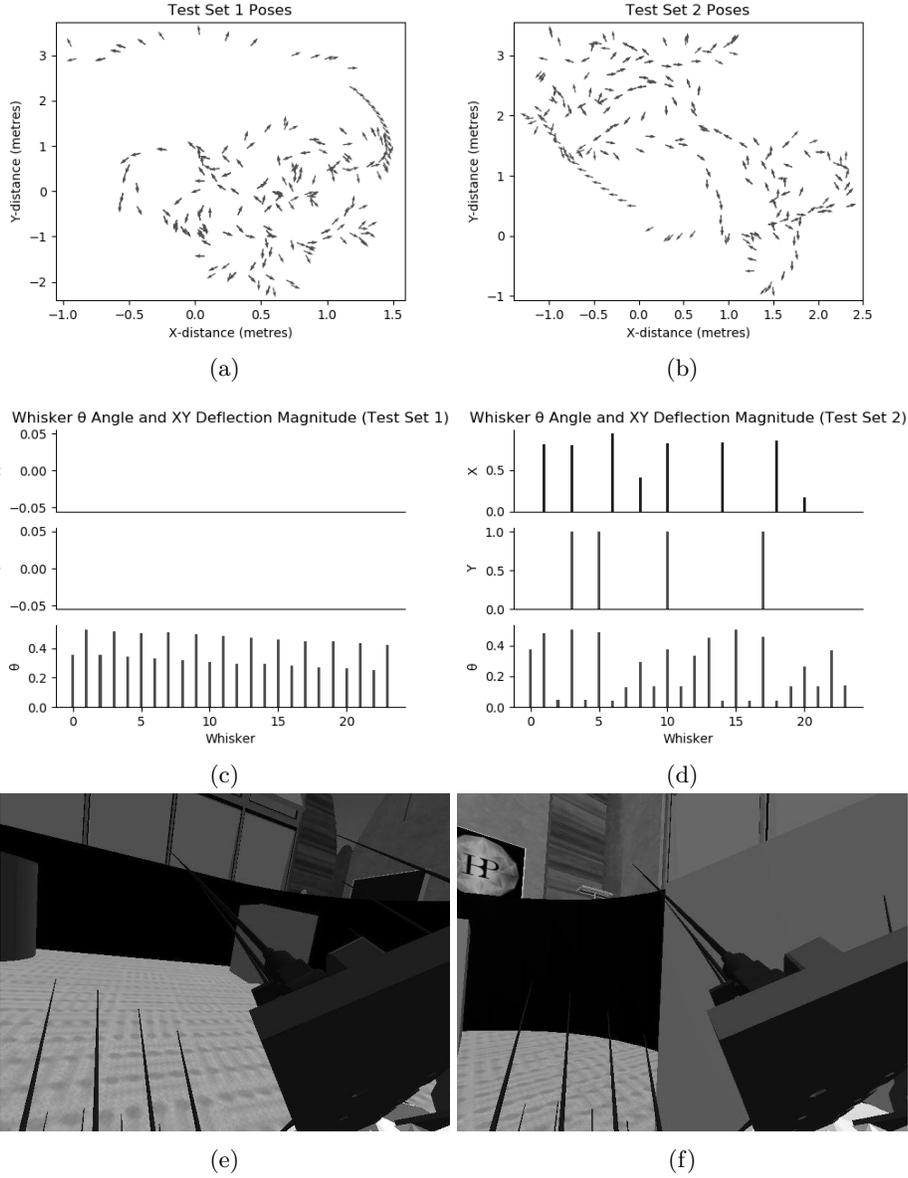 Test Set 1 Poses
Y-distance (metres)
3
2
1
0
−1
−2
−1.0 −0.5 0.0 0.5 1.0 1.5
X-distance (metres)
(a)
Test Set 2 Poses
Y-distance (metres)
3
2
1
0
−1
−1.0 −0.5 0.0 0.5 1.0 1.5 2.0 2.5
X-distance (metres)
(b)
Whisker θ Angle and XY Deflection Magnitude (Test Set 1)
0.05
0.00
−0.05
0.05
0.00
−0.05
θ
0.4
0.2
0.0
0 5 10 15 20
Whisker
(c)
Whisker θ Angle and XY Deflection Magnitude (Test Set 2)
X
0.5
0.0
Y
1.0
0.5
0.0
θ
0.4
0.2
0.0
0 5 10 15 20
Whisker
(d)
HP
(e)
(f)